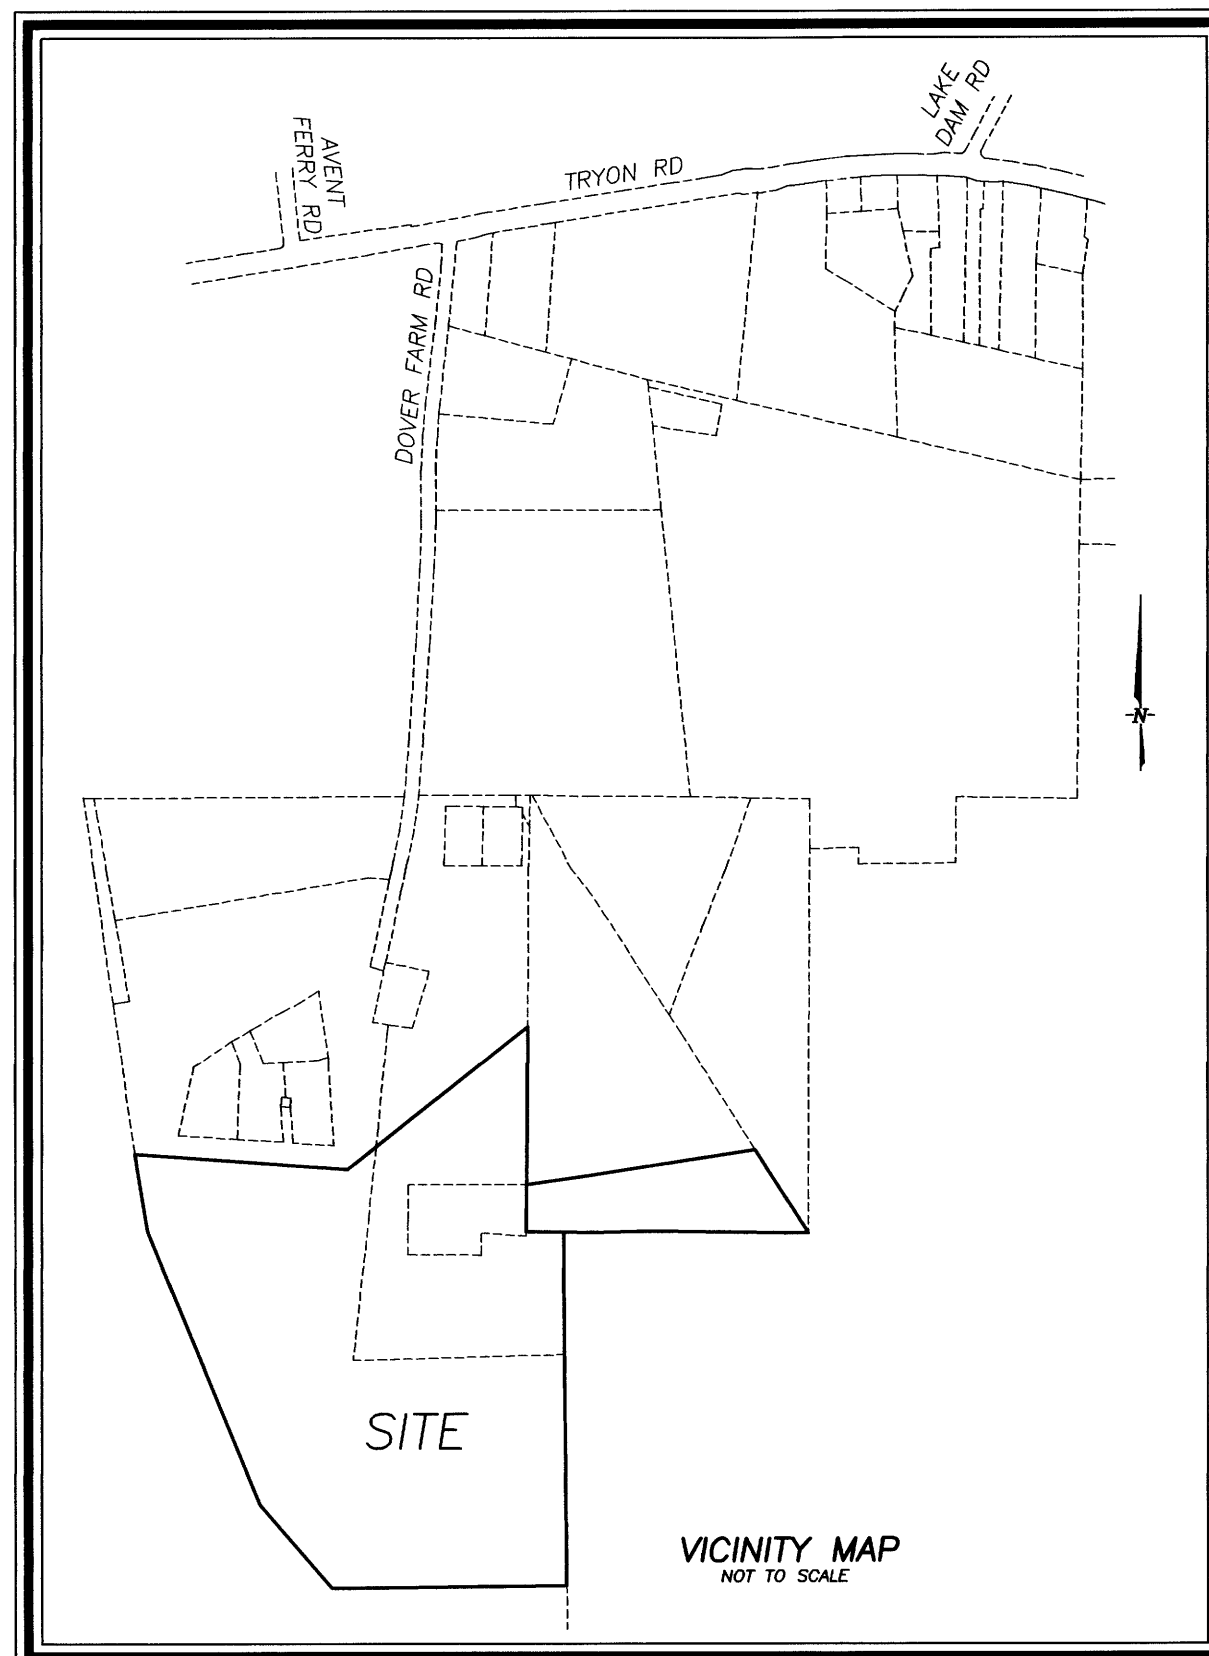 LAKE
DAM RD
AVENT
FERRY RD
TRYON RD
DOVER FARM RD
N
SITE
VICINITY MAP
NOT TO SCALE